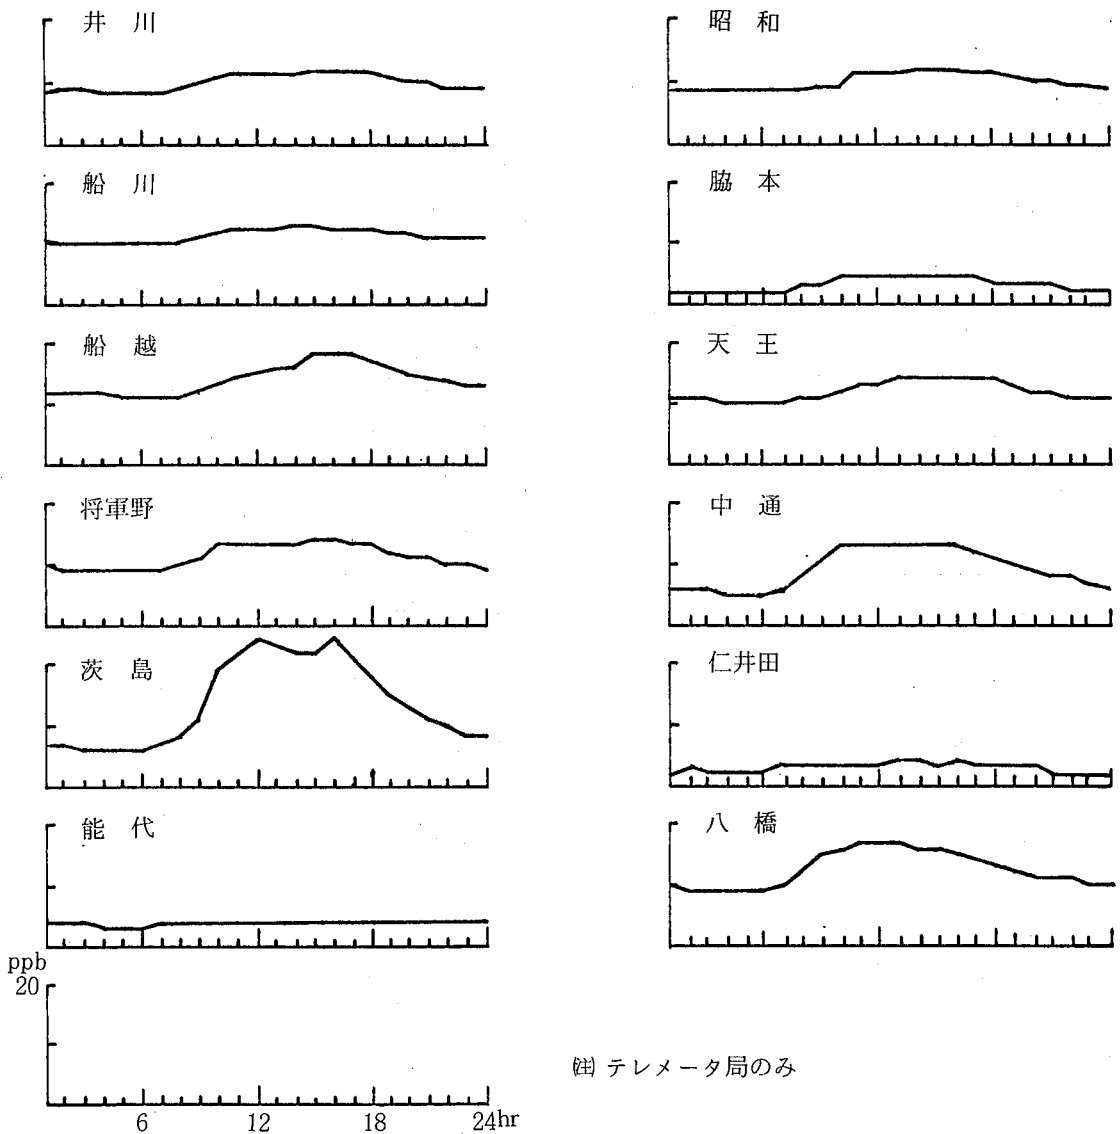 井 川
昭 和
船 川
脇 本
船 越
天 王
将軍野
中 通
茨 島
仁井田
能 代
八 橋
ppb
20
6 12 18 24hr
(注) テレメータ局のみ